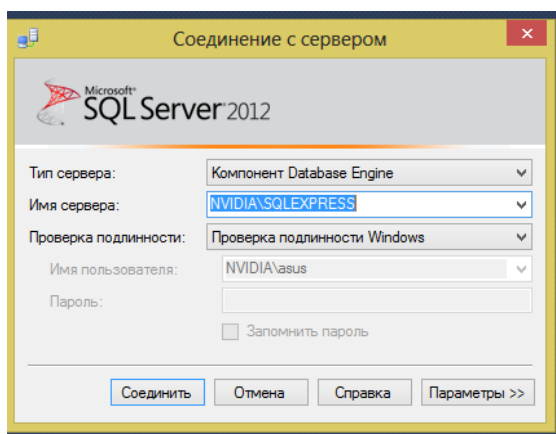 Соединение с сервером
Microsoft®
SQL Server® 2012
Тип сервера: Компонент Database Engine
Имя сервера: NVIDIA\SQLEXPRESS
Проверка подлинности: Проверка подлинности Windows
Имя пользователя: NVIDIA\asus
Пароль:
Запомнить пароль
Соединить Отмена Справка Параметры >>